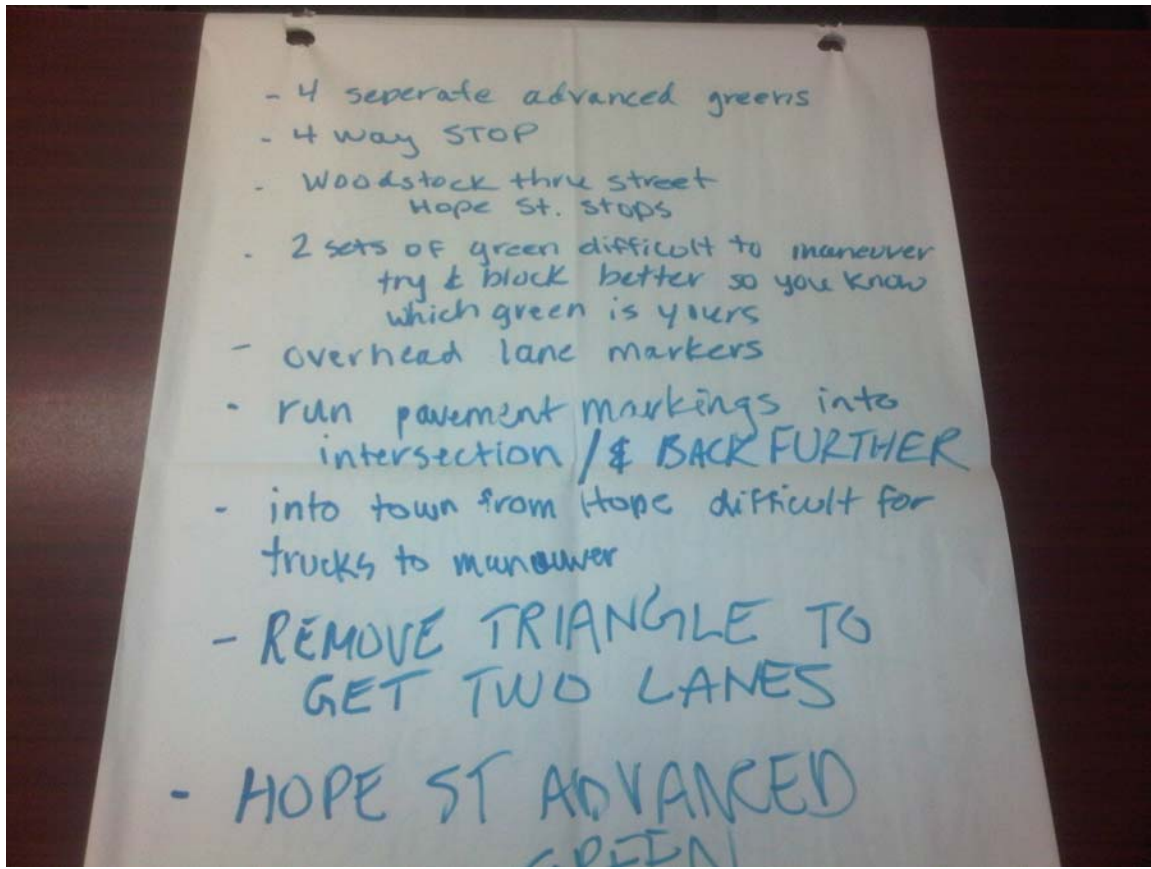 - 4 seperate advanced greens
- 4 way STOP
- Woodstock thru street
Hope St. stops
- 2 sets of green difficult to maneuver
try & block better so you know
which green is yours
- overhead lane markers
- run pavement markings into
intersection / & BACK FURTHER
- into town from Hope difficult for
trucks to manouver
- REMOVE TRIANGLE TO
GET TWO LANES
- HOPE ST ADVANCED
GREEN